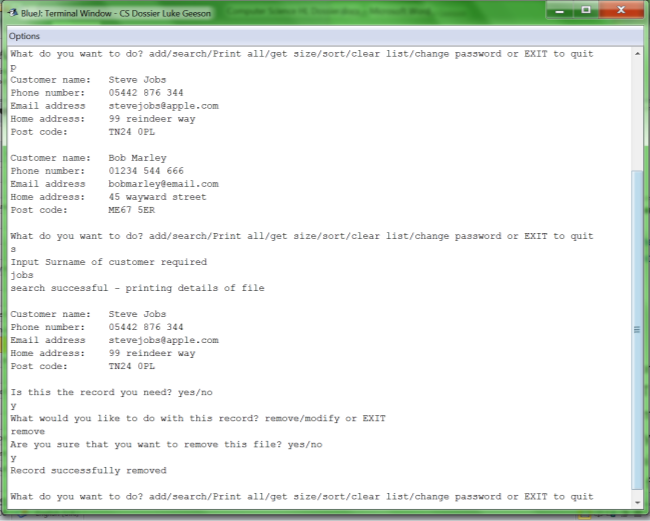 BlueJ: Terminal Window - CS Dossier Luke Geeson
Options
What do you want to do? add/search/Print all/get size/sort/clear list/change password or EXIT to quit
p
Customer name: Steve Jobs
Phone number: 05442 876 344
Email address stevejobs@apple.com
Home address: 99 reindeer way
Post code: TN24 0PL
Customer name: Bob Marley
Phone number: 01234 544 666
Email address bobmarley@email.com
Home address: 45 wayward street
Post code: ME67 5ER
What do you want to do? add/search/Print all/get size/sort/clear list/change password or EXIT to quit
s
Input Surname of customer required
jobs
search successful - printing details of file
Customer name: Steve Jobs
Phone number: 05442 876 344
Email address stevejobs@apple.com
Home address: 99 reindeer way
Post code: TN24 0PL
Is this the record you need? yes/no
y
What would you like to do with this record? remove/modify or EXIT
remove
Are you sure that you want to remove this file? yes/no
y
Record successfully removed
What do you want to do? add/search/Print all/get size/sort/clear list/change password or EXIT to quit